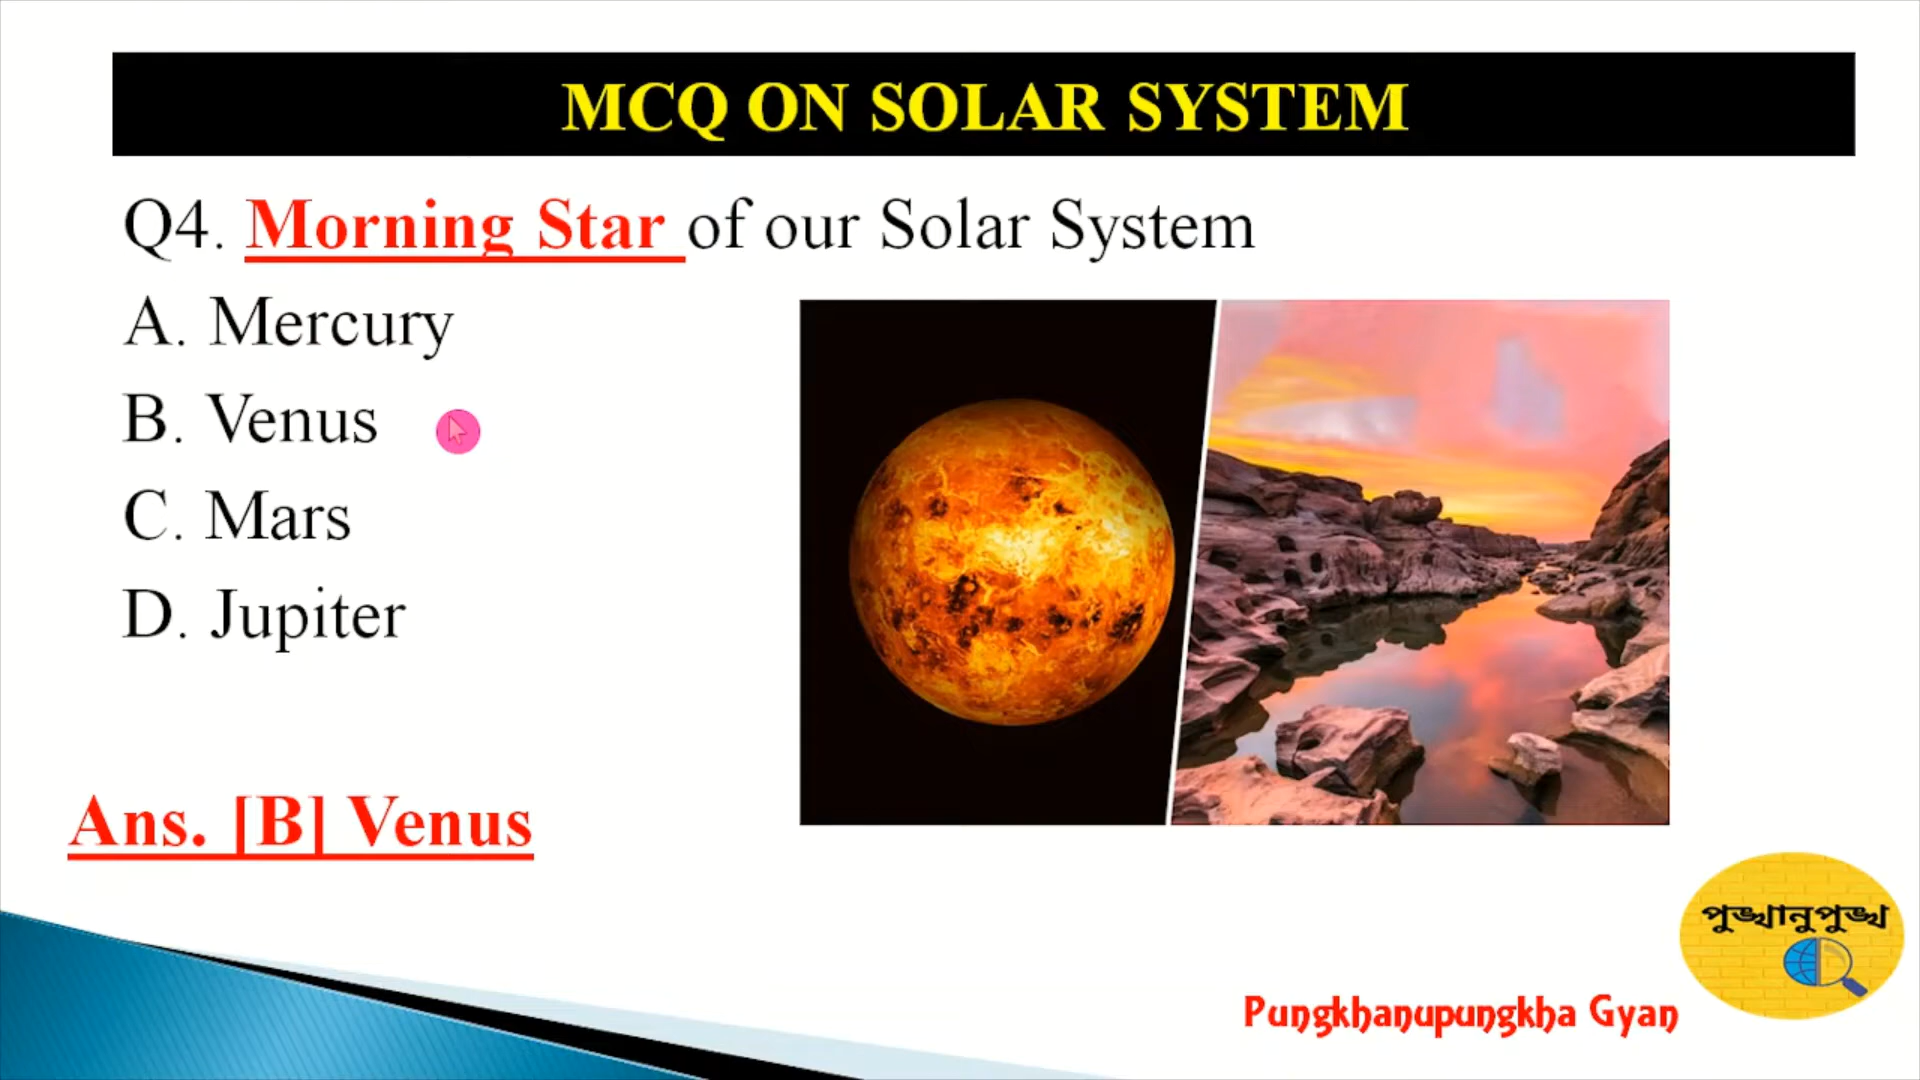 MCQ ON SOLAR SYSTEM
Q4. Morning Star of our Solar System
A. Mercury
B. Venus
C. Mars
D. Jupiter
Ans. [B] Venus
পুঙ্খানুপুঙ্খ
Pungkhanupungkha Gyan